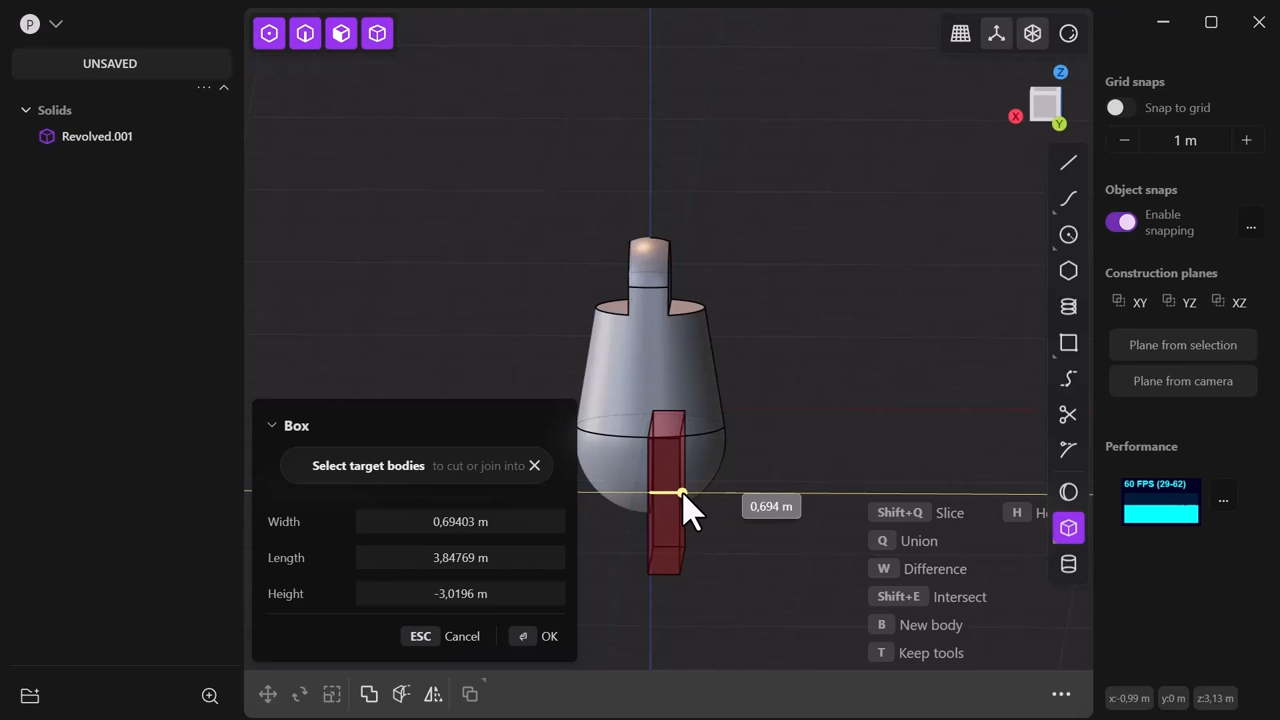 P
UNSAVED
...
Solids
Revolved.001
Z
X
Y
Box
Select target bodies to cut or join into
Width 0,69403 m
Length 3,84769 m
Height -3,0196 m
ESC Cancel
OK
0,694 m
Shift+Q Slice
H
Q Union
W Difference
Shift+E Intersect
B New body
T Keep tools
Grid snaps
Snap to grid
1 m
Object snaps
Enable
snapping
...
Construction planes
XY YZ XZ
Plane from selection
Plane from camera
Performance
60 FPS (29-62)
...
x:-0,99 m y:0 m z:3,13 m